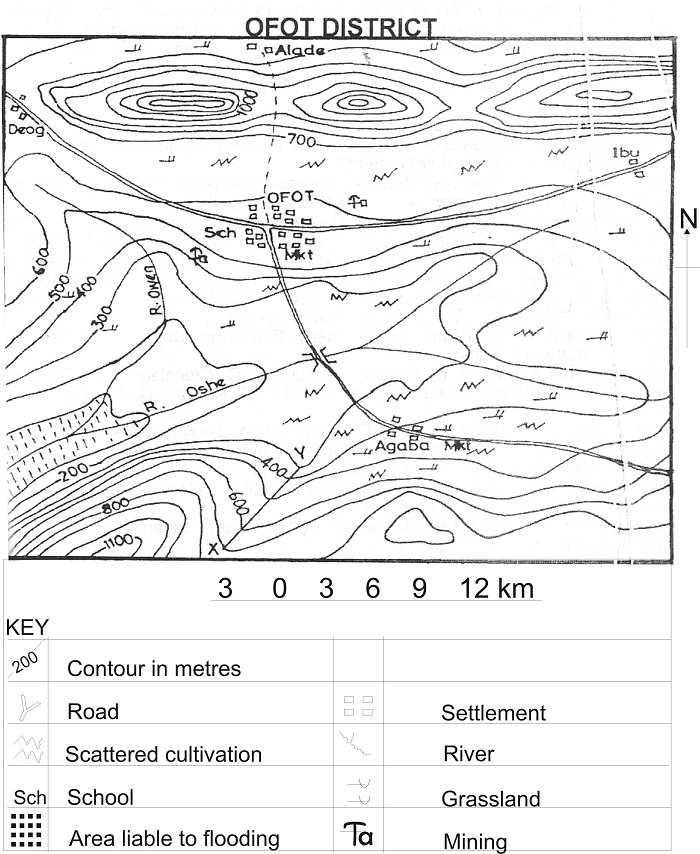 OFOT DISTRICT
Alade
1000
Deog
700
Ibu
OFOT
Sch
Mkt
N
600
500
400
300
R. Owen
R. Oshe
200
400
Y
600
800
1100
X
Agaba Mkt
3 0 3 6 9 12 km
KEY
200 Contour in metres
Road Settlement
Scattered cultivation River
Sch School Grassland
Area liable to flooding Mining